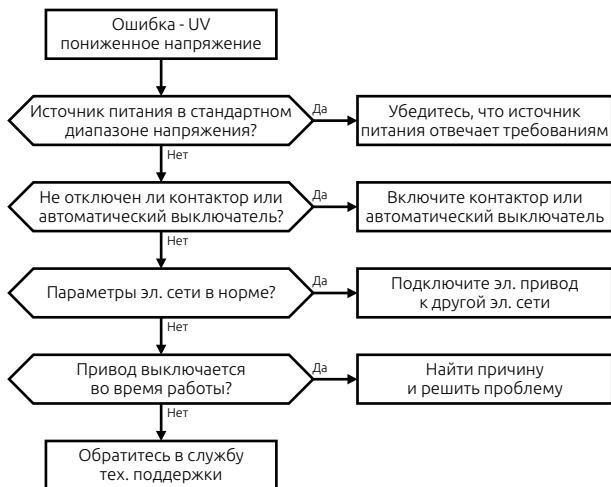 Ошибка - UV
пониженное напряжение
Источник питания в стандартном
диапазоне напряжения?
Да
Убедитесь, что источник
питания отвечает требованиям
Нет
Не отключен ли контактор или
автоматический выключатель?
Да
Включите контактор или
автоматический выключатель
Нет
Параметры эл. сети в норме?
Да
Подключите эл. привод
к другой эл. сети
Нет
Привод выключается
во время работы?
Да
Найти причину
и решить проблему
Нет
Обратитесь в службу
тех. поддержки